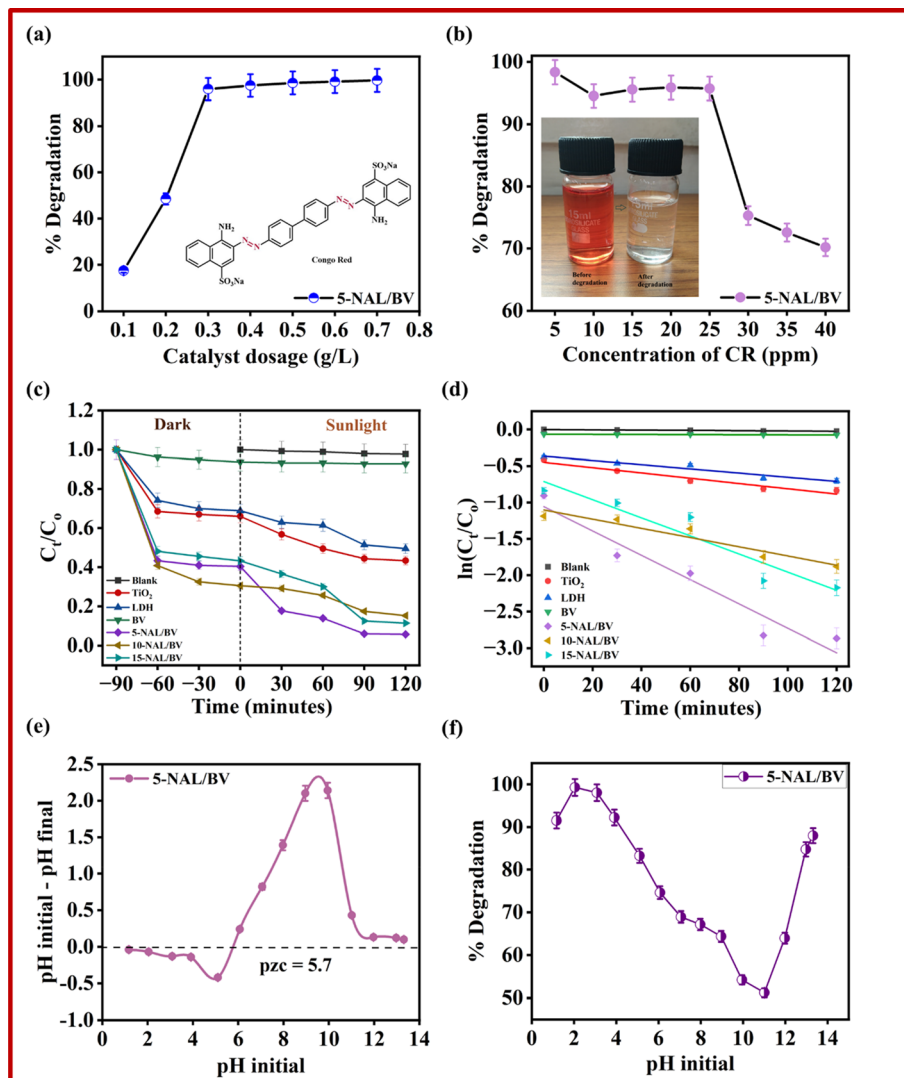 (a)
100
80
60
40
20
0
% Degradation
NH₂
SO₃Na
N=N
N=N
SO₃Na
NH₂
Congo Red
5-NAL/BV
0.1 0.2 0.3 0.4 0.5 0.6 0.7 0.8
Catalyst dosage (g/L)
(b)
100
90
80
70
60
% Degradation
15ml
Before
degradation
After
degradation
5-NAL/BV
5 10 15 20 25 30 35 40
Concentration of CR (ppm)
(c)
1.2
1.0
0.8
0.6
0.4
0.2
0.0
Cₜ/Cₒ
Dark Sunlight
Blank
TiO₂
LDH
BV
5-NAL/BV
10-NAL/BV
15-NAL/BV
−90 −60 −30 0 30 60 90 120
Time (minutes)
(d)
0.0
−0.5
−1.0
−1.5
−2.0
−2.5
−3.0
ln(Cₜ/Cₒ)
Blank
TiO₂
LDH
BV
5-NAL/BV
10-NAL/BV
15-NAL/BV
0 30 60 90 120
Time (minutes)
(e)
2.5
2.0
1.5
1.0
0.5
0.0
-0.5
-1.0
pH initial - pH final
5-NAL/BV
pzc = 5.7
0 2 4 6 8 10 12 14
pH initial
(f)
100
90
80
70
60
50
% Degradation
5-NAL/BV
0 2 4 6 8 10 12 14
pH initial